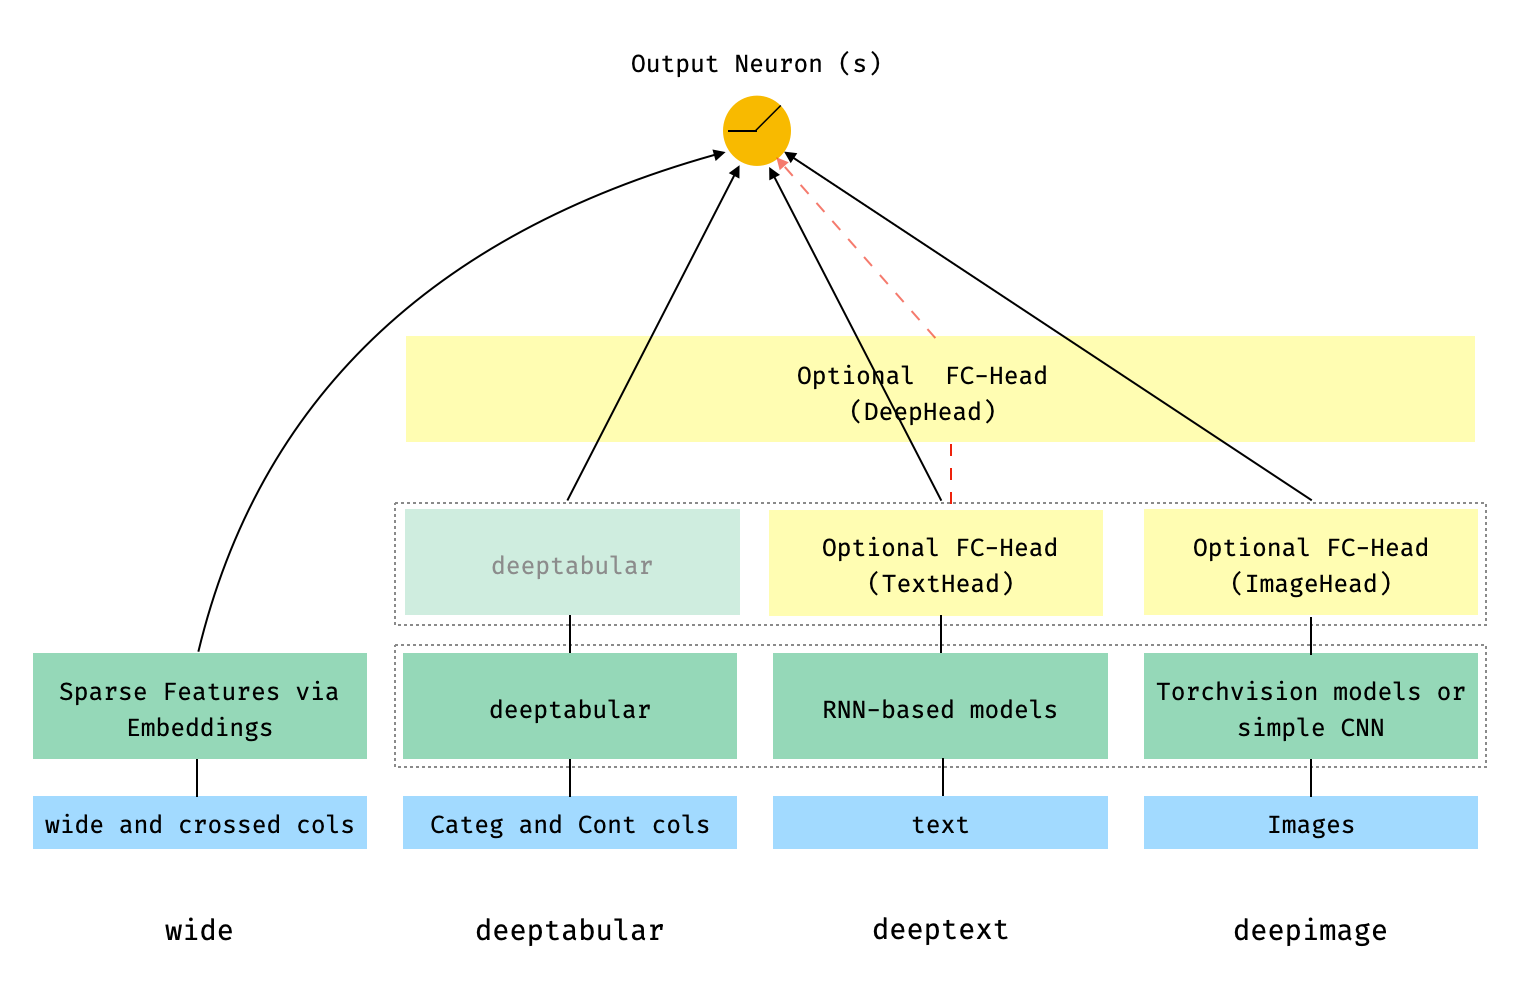 Output Neuron (s)
Optional FC-Head
(DeepHead)
deeptabular
Optional FC-Head
(TextHead)
Optional FC-Head
(ImageHead)
Sparse Features via
Embeddings
deeptabular
RNN-based models
Torchvision models or
simple CNN
wide and crossed cols
Categ and Cont cols
text
Images
wide
deeptabular
deeptext
deepimage